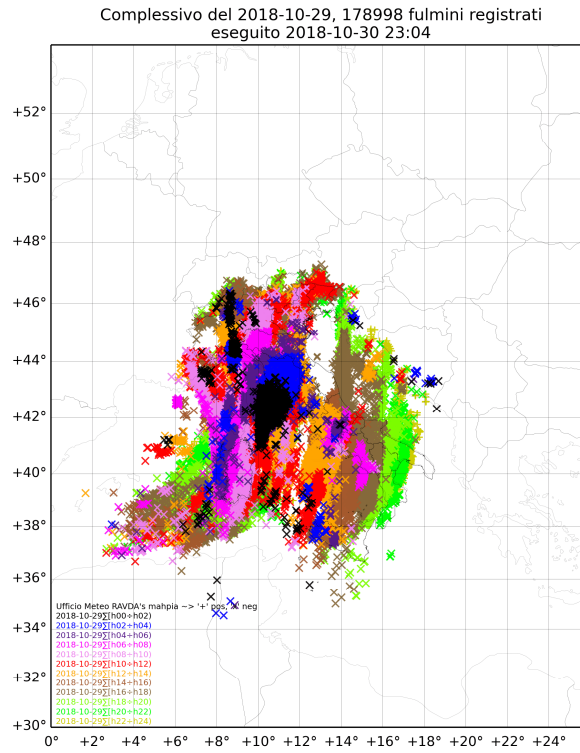 Complessivo del 2018-10-29, 178998 fulmini registrati
eseguito 2018-10-30 23:04
+52°
+50°
+48°
+46°
+44°
+42°
+40°
+38°
+36°
+34°
+32°
+30°
Ufficio Meteo RAVDA's mahpia ~> '+' pos, 'x' neg
2018-10-29∑[h00÷h02)
2018-10-29∑[h02÷h04)
2018-10-29∑[h04÷h06)
2018-10-29∑[h06÷h08)
2018-10-29∑[h08÷h10)
2018-10-29∑[h10÷h12)
2018-10-29∑[h12÷h14)
2018-10-29∑[h14÷h16)
2018-10-29∑[h16÷h18)
2018-10-29∑[h18÷h20)
2018-10-29∑[h20÷h22)
2018-10-29∑[h22÷h24)
0° +2° +4° +6° +8° +10° +12° +14° +16° +18° +20° +22° +24°